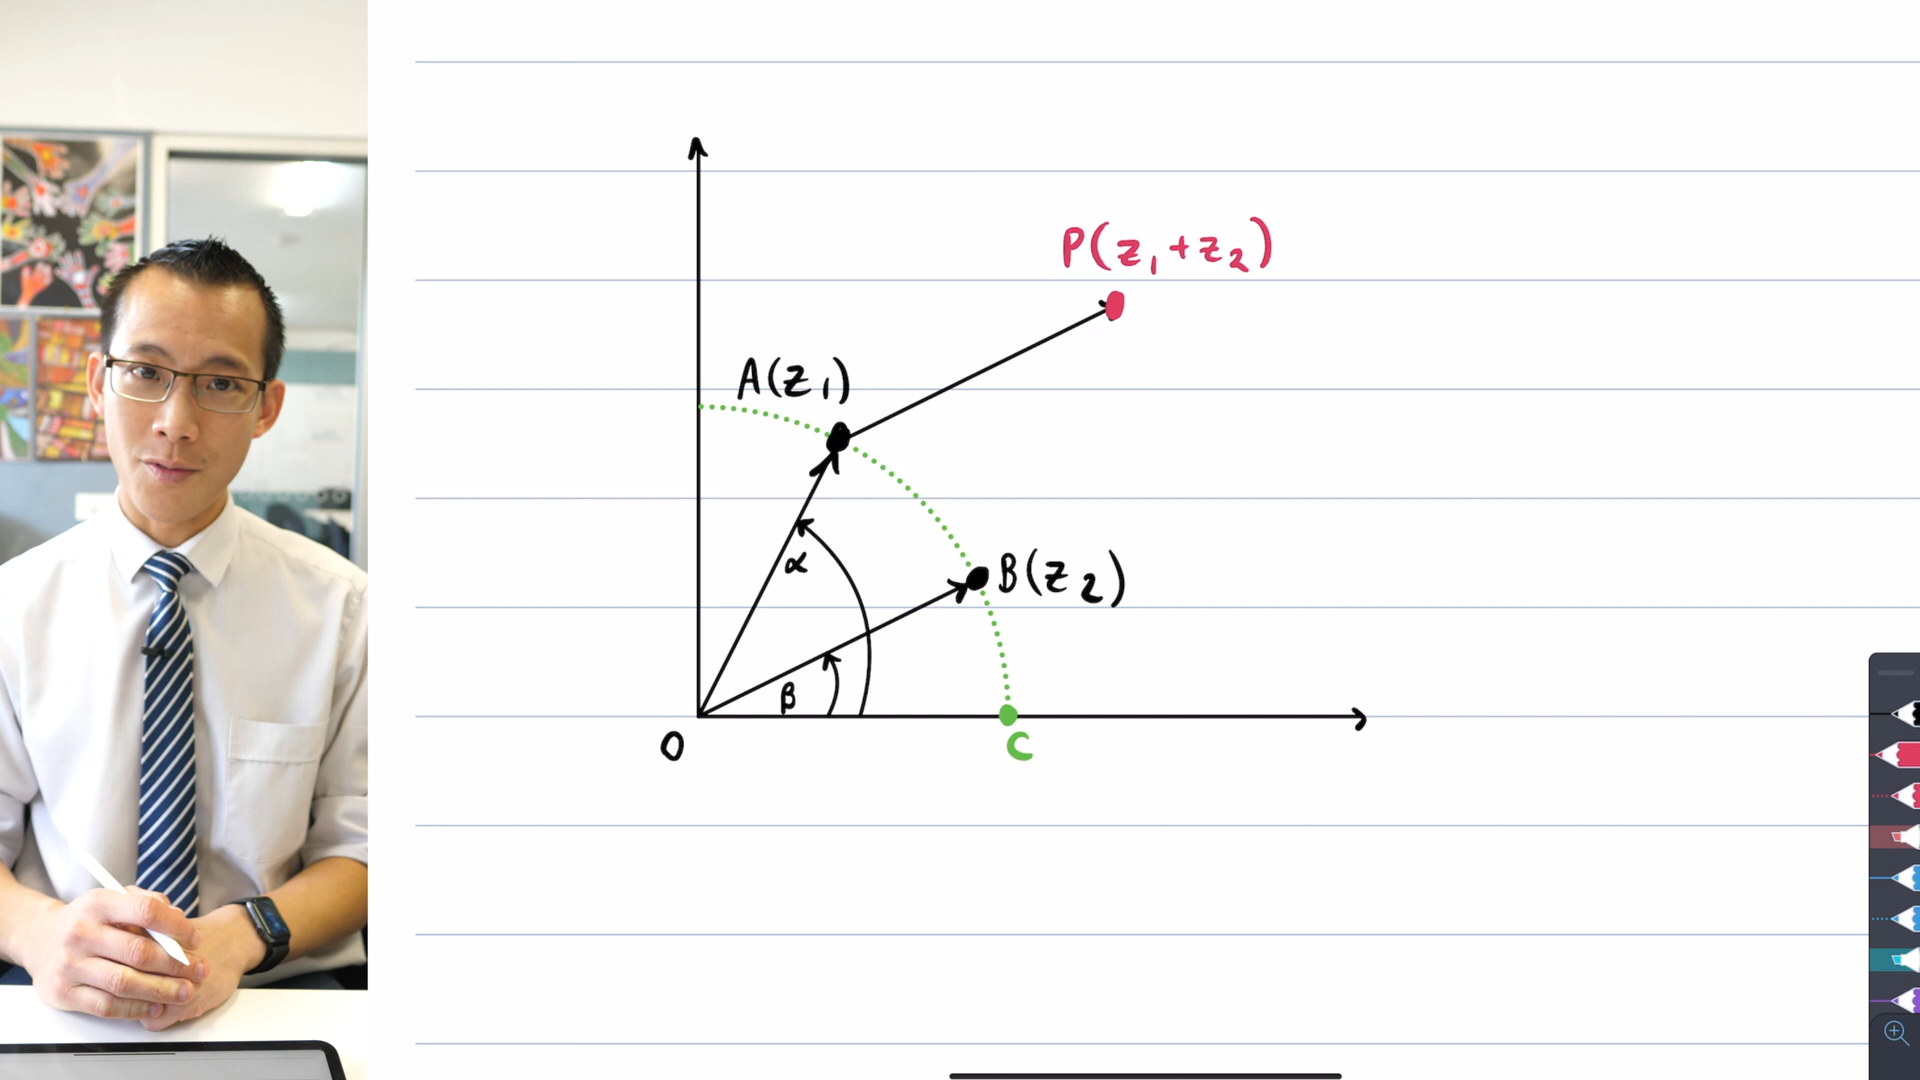 P(z₁+z₂)
A(z₁)
α
B(z₂)
β
O
C